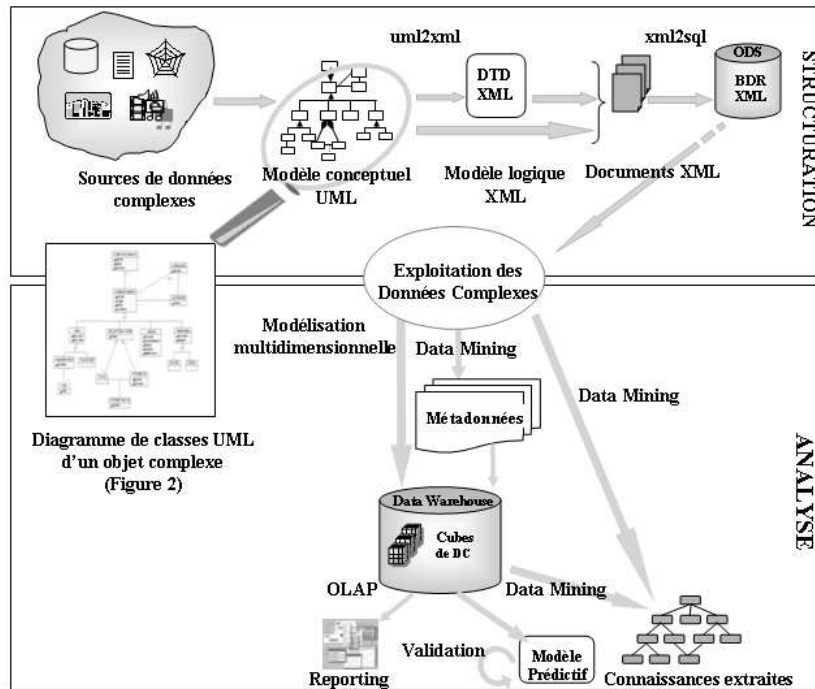 uml2xml
xml2sql
DTD
XML
ODS
BDR
XML
STRUCTURATION
Sources de données
complexes
Modèle conceptuel
UML
Modèle logique
XML
Documents XML
Exploitation des
Données Complexes
Modélisation
multidimensionnelle
Data Mining
Data Mining
Métadonnées
Diagramme de classes UML
d'un objet complexe
(Figure 2)
ANALYSE
Data Warehouse
Cubes
de DC
OLAP
Data Mining
Validation
Modèle
Prédictif
Reporting
Connaissances extraites